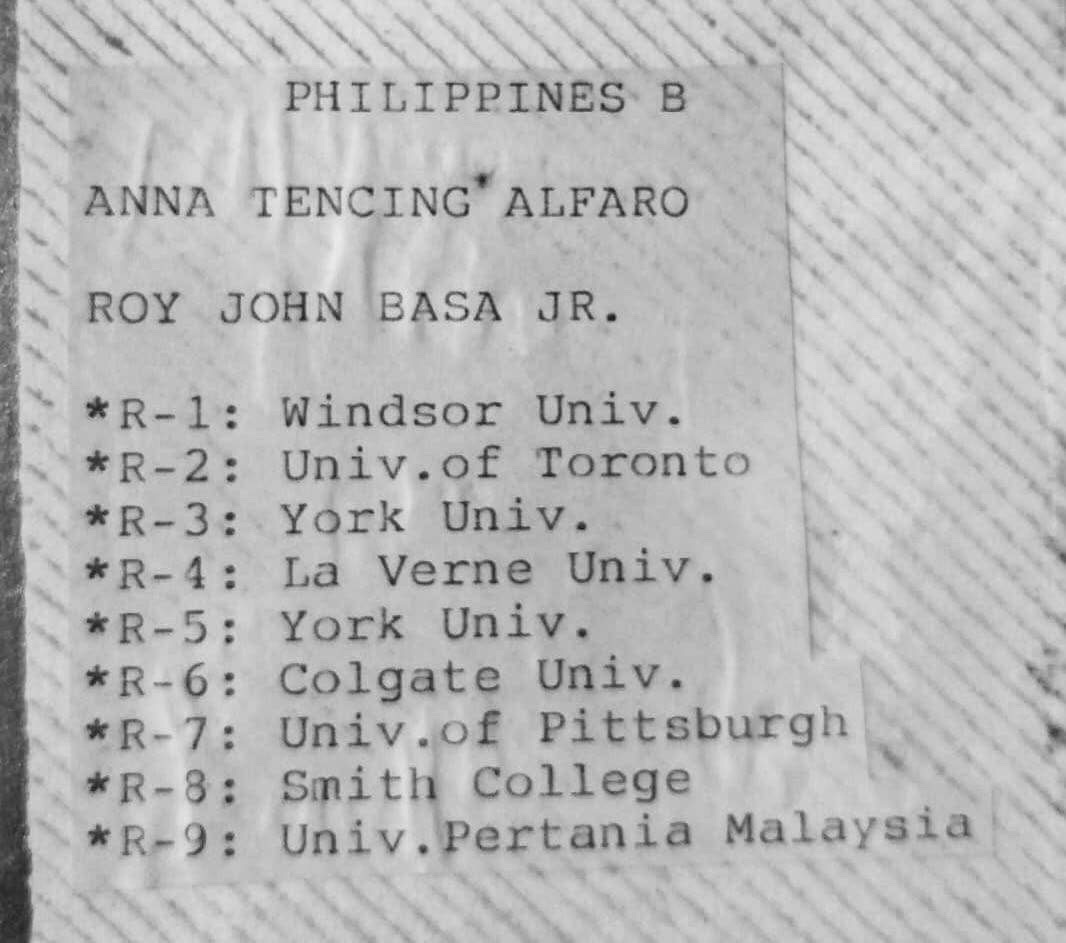 PHILIPPINES B
ANNA TENCING ALFARO
ROY JOHN BASA JR.
*R-1: Windsor Univ.
*R-2: Univ.of Toronto
*R-3: York Univ.
*R-4: La Verne Univ.
*R-5: York Univ.
*R-6: Colgate Univ.
*R-7: Univ.of Pittsburgh
*R-8: Smith College
*R-9: Univ.Pertania Malaysia